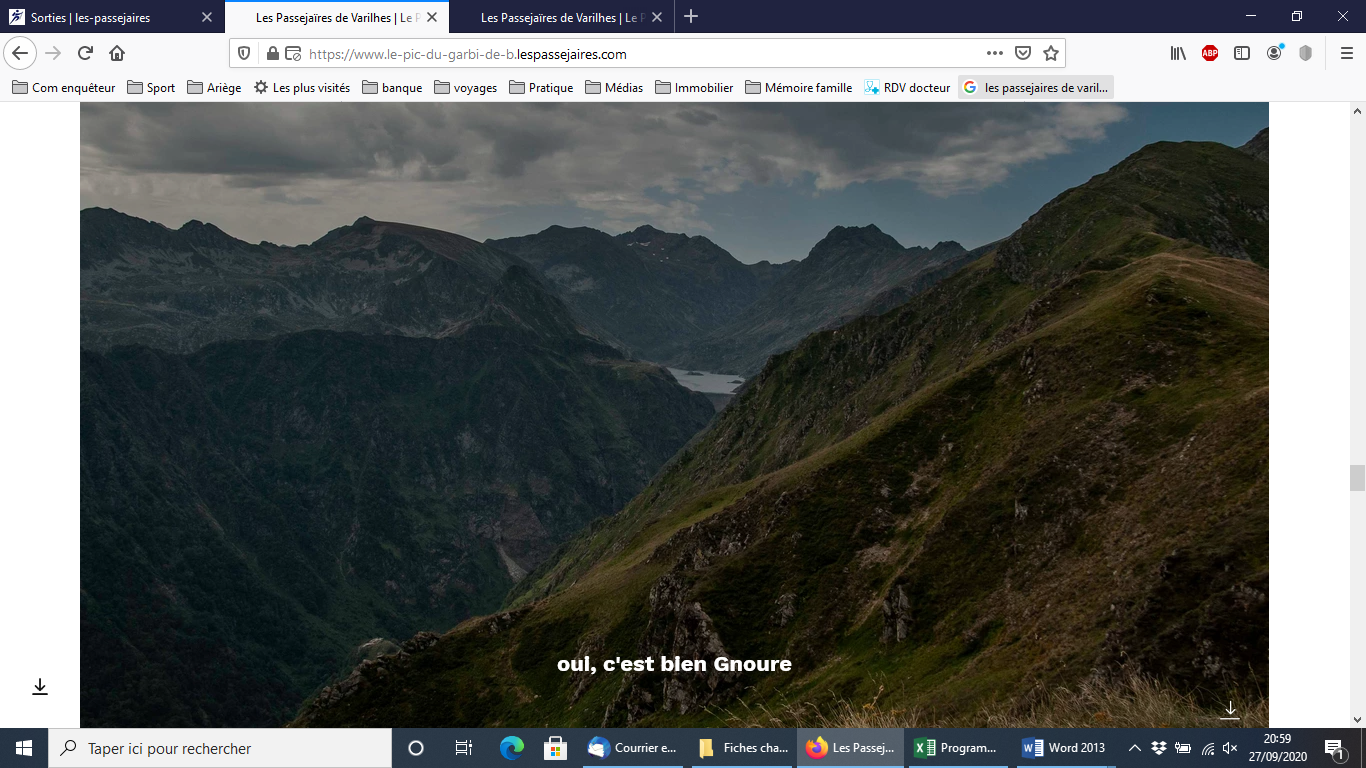 Sorties | les-passejaires
Les Passejaïres de Varilhes | Le P
Les Passejaïres de Varilhes | Le P
https://www.le-pic-du-garbi-de-b.lespassejaires.com
ABP
Com enquêteur
Sport
Ariège
Les plus visités
banque
voyages
Pratique
Médias
Immobilier
Mémoire famille
RDV docteur
les passejaires de varil...
oui, c'est bien Gnoure
Taper ici pour rechercher
Courrier e...
Fiches cha...
Les Passej...
Program...
Word 2013
20:59
27/09/2020
1